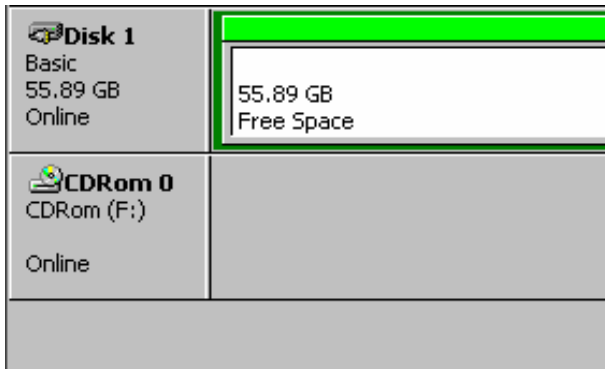 Disk 1
Basic
55.89 GB
Online
55.89 GB
Free Space
CDRom 0
CDRom (F:)
Online